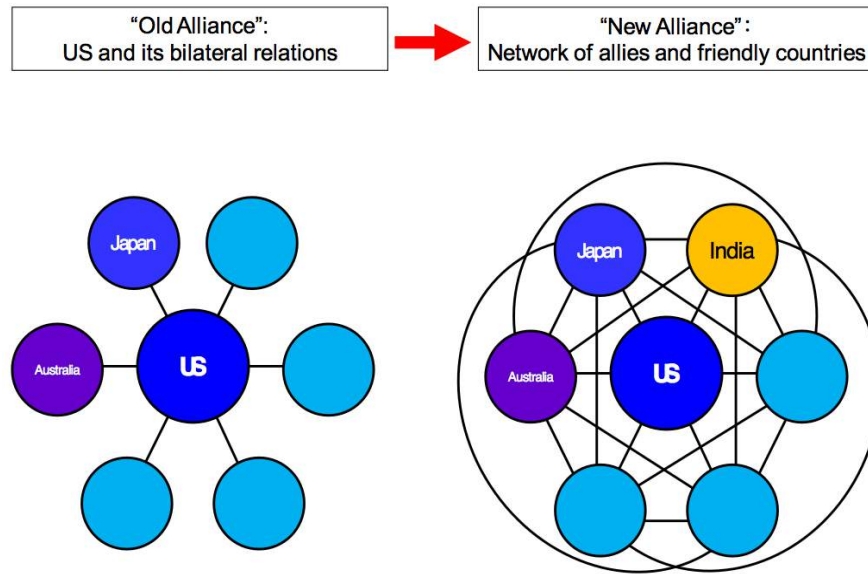 “Old Alliance”:
US and its bilateral relations
“New Alliance”:
Network of allies and friendly countries
Japan
Australia
US
Japan
India
Australia
US